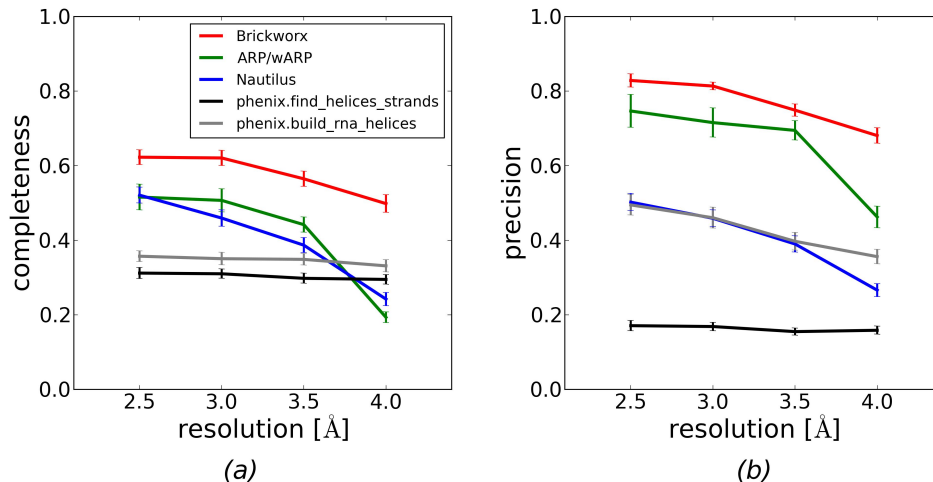 1.0
0.8
0.6
0.4
0.2
0.0
completeness
Brickworx
ARP/wARP
Nautilus
phenix.find_helices_strands
phenix.build_rna_helices
2.5 3.0 3.5 4.0
resolution [Å]
(a)
1.0
0.8
0.6
0.4
0.2
0.0
precision
2.5 3.0 3.5 4.0
resolution [Å]
(b)